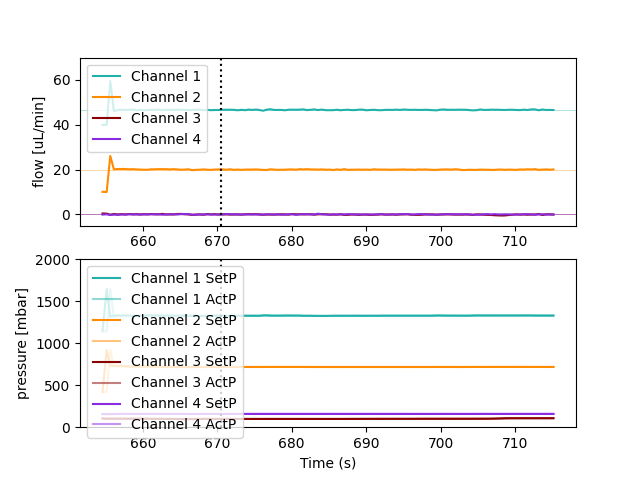 60
40
20
0
flow [uL/min]
Channel 1
Channel 2
Channel 3
Channel 4
660
670
680
690
700
710
2000
1500
1000
500
0
pressure [mbar]
Channel 1 SetP
Channel 1 ActP
Channel 2 SetP
Channel 2 ActP
Channel 3 SetP
Channel 3 ActP
Channel 4 SetP
Channel 4 ActP
660
670
680
690
700
710
Time (s)